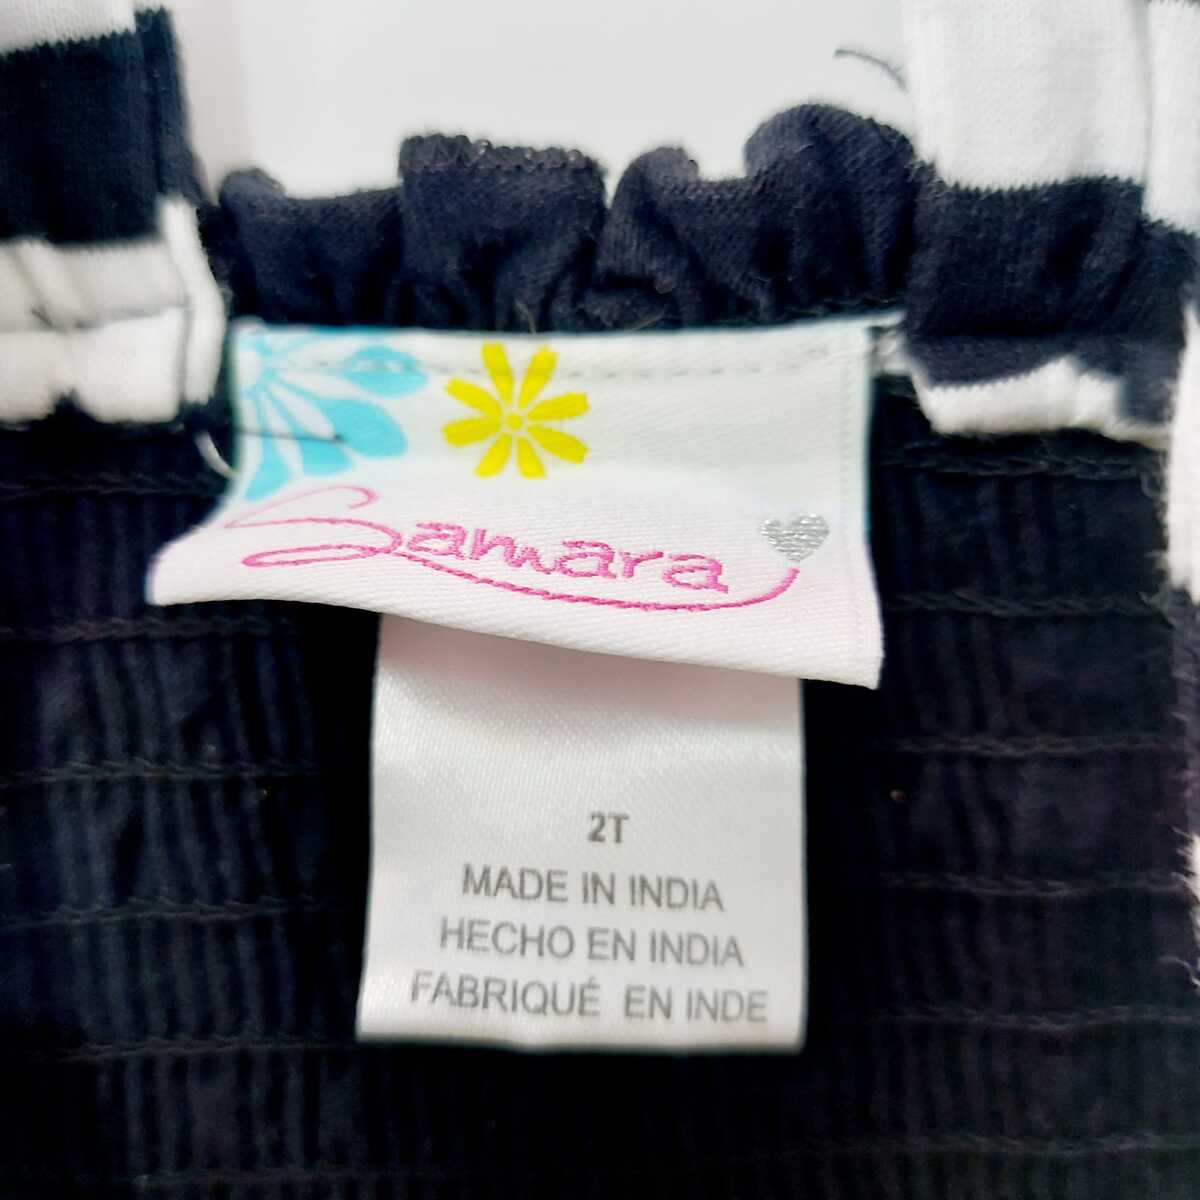 Samara
2T
MADE IN INDIA
HECHO EN INDIA
FABRIQUÉ EN INDE